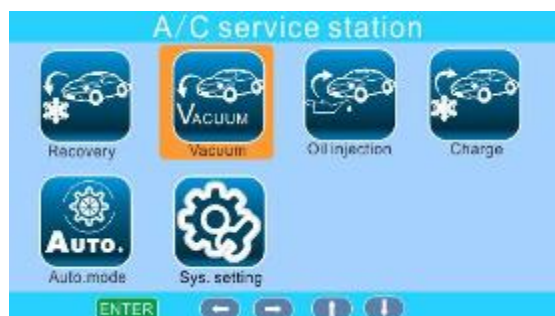 A/C service station
VACUUM
Recovery Vacuum Oil injection Charge
AUTO.
Auto.mode Sys. setting
ENTER